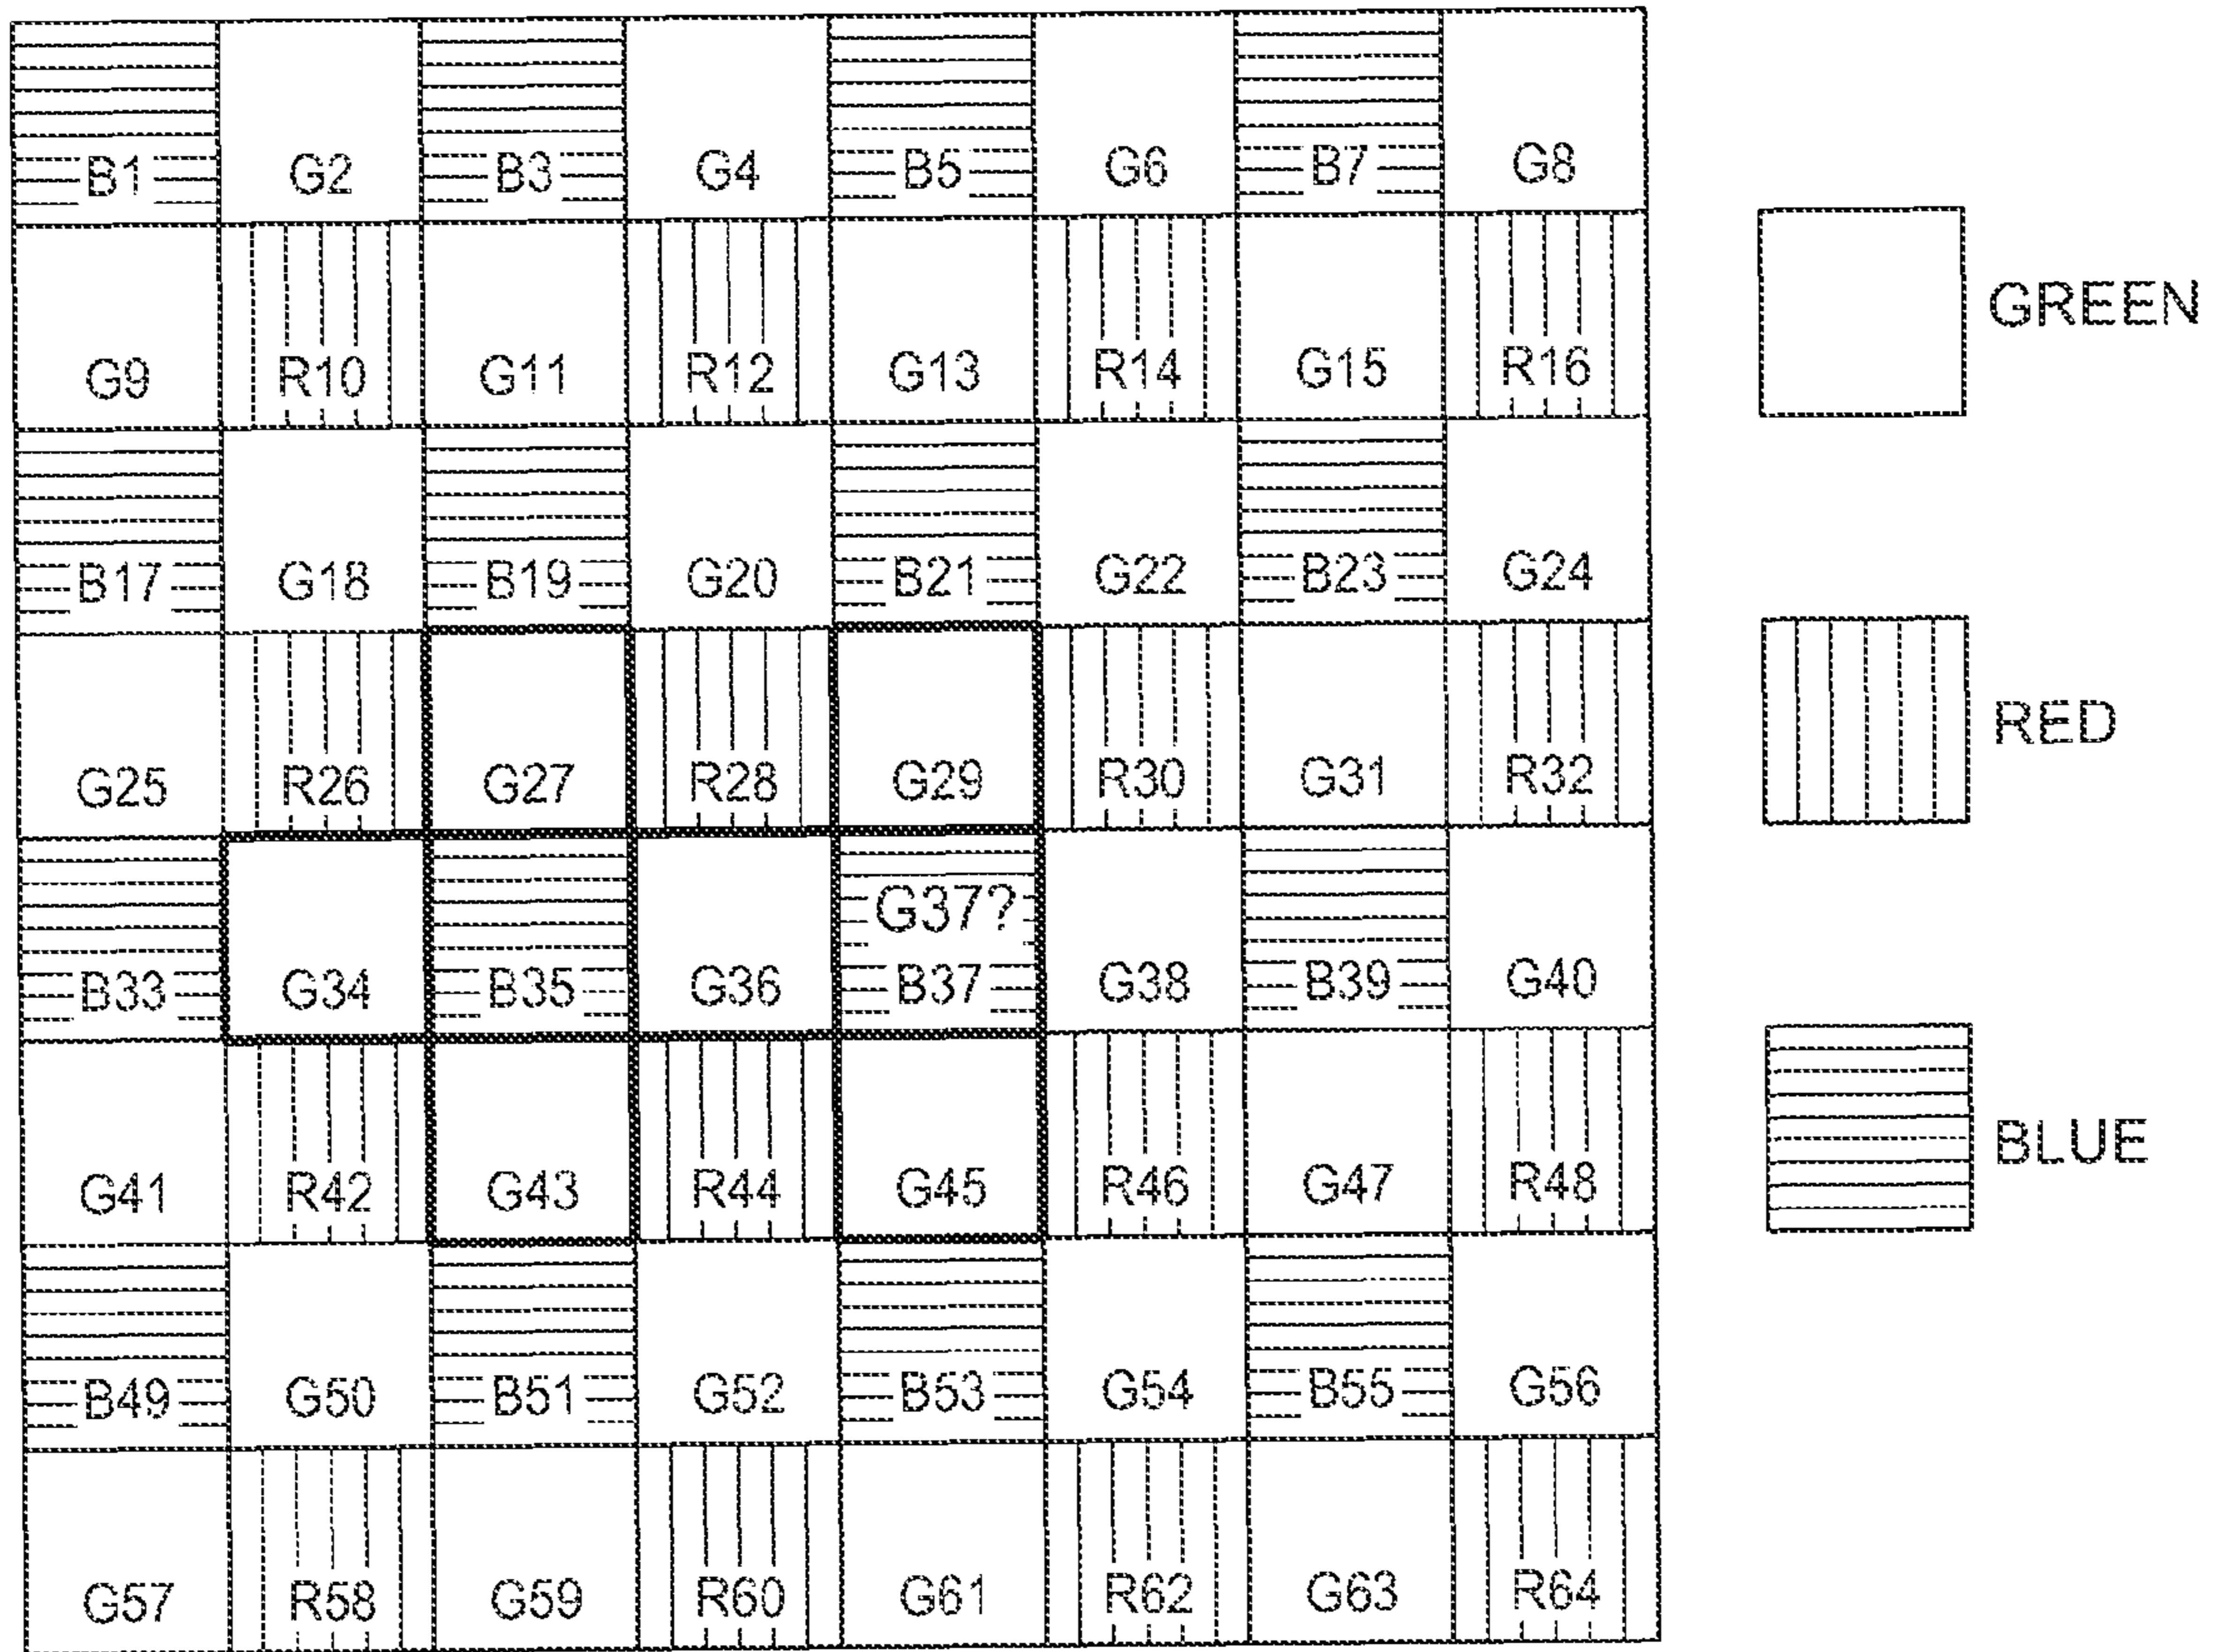 B1 G2 B3 G4 B5 G6 B7 G8
G9 R10 G11 R12 G13 R14 G15 R16
GREEN
B17 G18 B19 G20 B21 G22 B23 G24
G25 R26 G27 R28 G29 R30 G31 R32
RED
G37?
B33 G34 B35 G36 B37 G38 B39 G40
G41 R42 G43 R44 G45 R46 G47 R48
BLUE
B49 G50 B51 G52 B53 G54 B55 G56
G57 R58 G59 R60 G61 R62 G63 R64